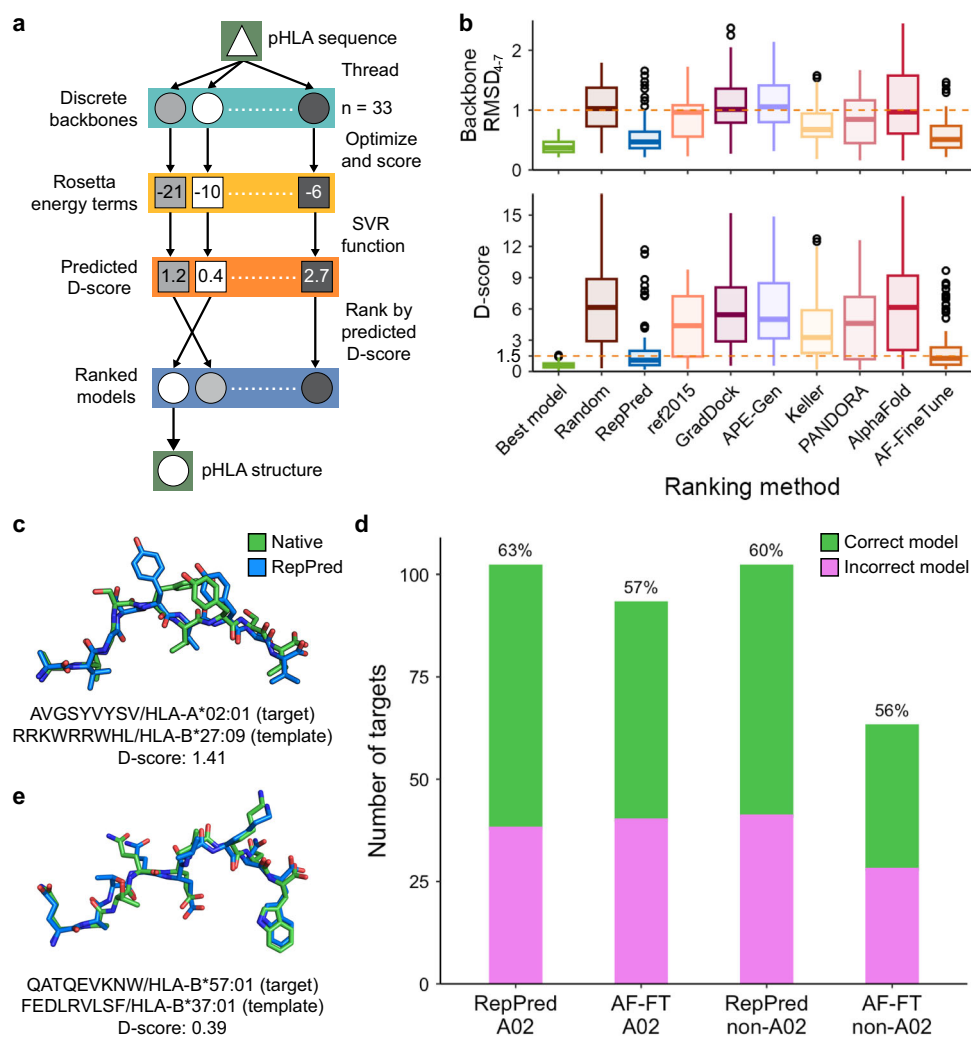 a
pHLA sequence
Thread
Discrete backbones
n = 33
Optimize and score
Rosetta energy terms
-21 -10 -6
SVR function
Predicted D-score
1.2 0.4 2.7
Rank by predicted D-score
Ranked models
pHLA structure
b
Backbone RMSD4-7
2
1
0
D-score
15
12
9
6
3
1.5
0
Best model
Random
RepPred
ref2015
GradDock
APE-Gen
Keller
PANDORA
AlphaFold
AF-FineTune
Ranking method
c
Native
RepPred
AVGSYVYSV/HLA-A*02:01 (target)
RRKWRRWHL/HLA-B*27:09 (template)
D-score: 1.41
e
QATQEVKNW/HLA-B*57:01 (target)
FEDLRVLSF/HLA-B*37:01 (template)
D-score: 0.39
d
Correct model
Incorrect model
Number of targets
100
75
50
25
0
63%
57%
60%
56%
RepPred A02
AF-FT A02
RepPred non-A02
AF-FT non-A02